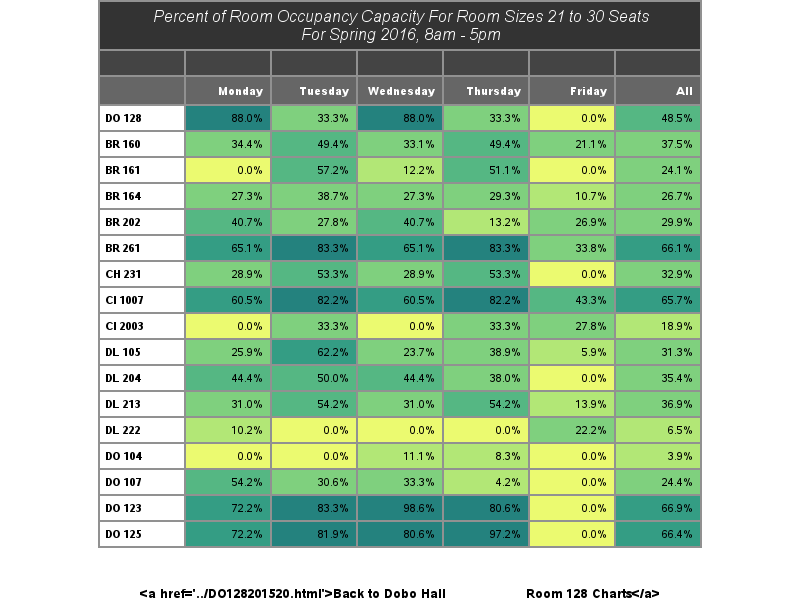 Percent of Room Occupancy Capacity For Room Sizes 21 to 30 Seats
For Spring 2016, 8am - 5pm
Monday Tuesday Wednesday Thursday Friday All
DO 128 88.0% 33.3% 88.0% 33.3% 0.0% 48.5%
BR 160 34.4% 49.4% 33.1% 49.4% 21.1% 37.5%
BR 161 0.0% 57.2% 12.2% 51.1% 0.0% 24.1%
BR 164 27.3% 38.7% 27.3% 29.3% 10.7% 26.7%
BR 202 40.7% 27.8% 40.7% 13.2% 26.9% 29.9%
BR 261 65.1% 83.3% 65.1% 83.3% 33.8% 66.1%
CH 231 28.9% 53.3% 28.9% 53.3% 0.0% 32.9%
CI 1007 60.5% 82.2% 60.5% 82.2% 43.3% 65.7%
CI 2003 0.0% 33.3% 0.0% 33.3% 27.8% 18.9%
DL 105 25.9% 62.2% 23.7% 38.9% 5.9% 31.3%
DL 204 44.4% 50.0% 44.4% 38.0% 0.0% 35.4%
DL 213 31.0% 54.2% 31.0% 54.2% 13.9% 36.9%
DL 222 10.2% 0.0% 0.0% 0.0% 22.2% 6.5%
DO 104 0.0% 0.0% 11.1% 8.3% 0.0% 3.9%
DO 107 54.2% 30.6% 33.3% 4.2% 0.0% 24.4%
DO 123 72.2% 83.3% 98.6% 80.6% 0.0% 66.9%
DO 125 72.2% 81.9% 80.6% 97.2% 0.0% 66.4%
<a href='../DO128201520.html'>Back to Dobo Hall Room 128 Charts</a>